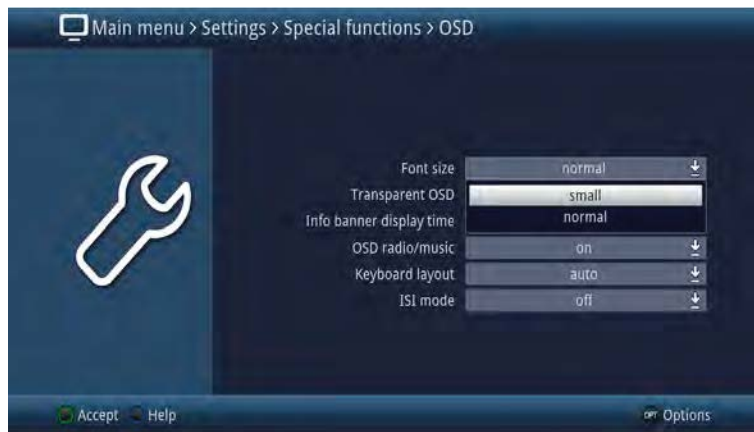 Main menu > Settings > Special functions > OSD
Font size normal
Transparent OSD small
Info banner display time normal
OSD radio/music on
Keyboard layout auto
ISI mode off
Accept Help OPT Options